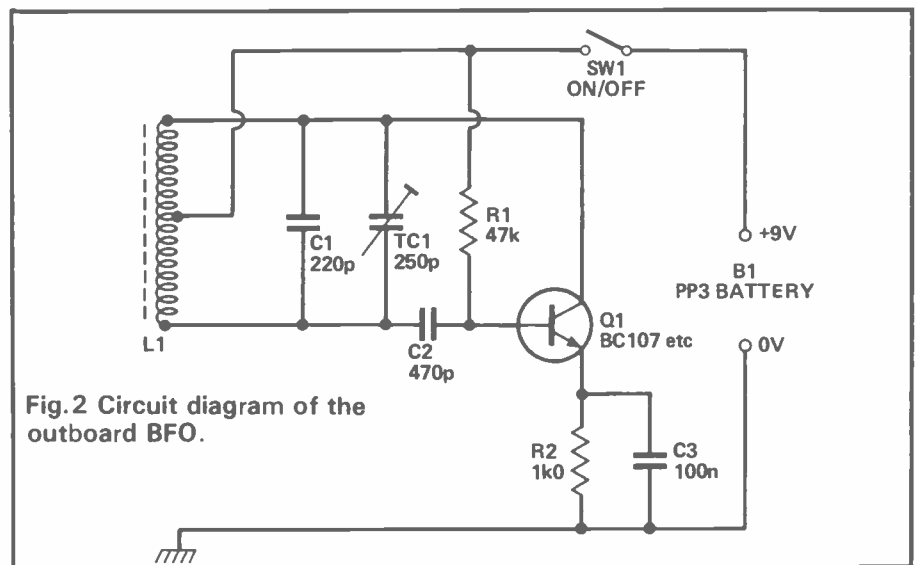 SW1
ON/OFF
R1
47k
C1
220p
TC1
250p
+9V
B1
PP3 BATTERY
0V
Q1
BC107 etc
L1
C2
470p
Fig.2 Circuit diagram of the
outboard BFO.
R2
1k0
C3
100n